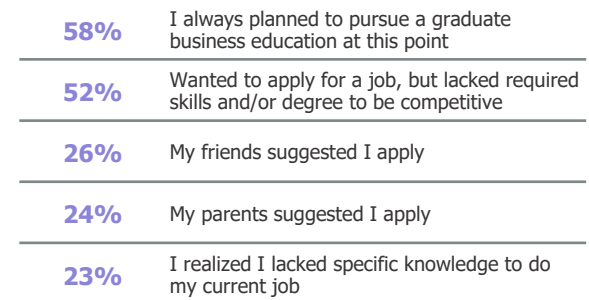 58%
I always planned to pursue a graduate
business education at this point
52%
Wanted to apply for a job, but lacked required
skills and/or degree to be competitive
26%
My friends suggested I apply
24%
My parents suggested I apply
23%
I realized I lacked specific knowledge to do
my current job